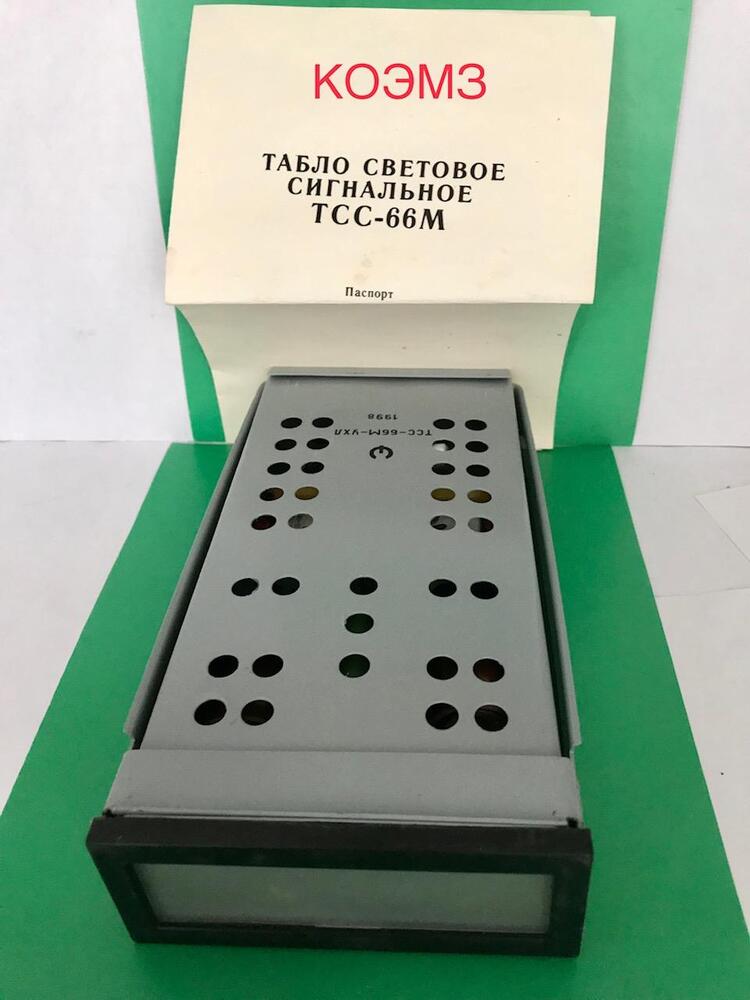 КОЭМЗ
ТАБЛО СВЕТОВОЕ
СИГНАЛЬНОЕ
ТСС-66М
Паспорт
ТСС-66М-УХЛ
1998